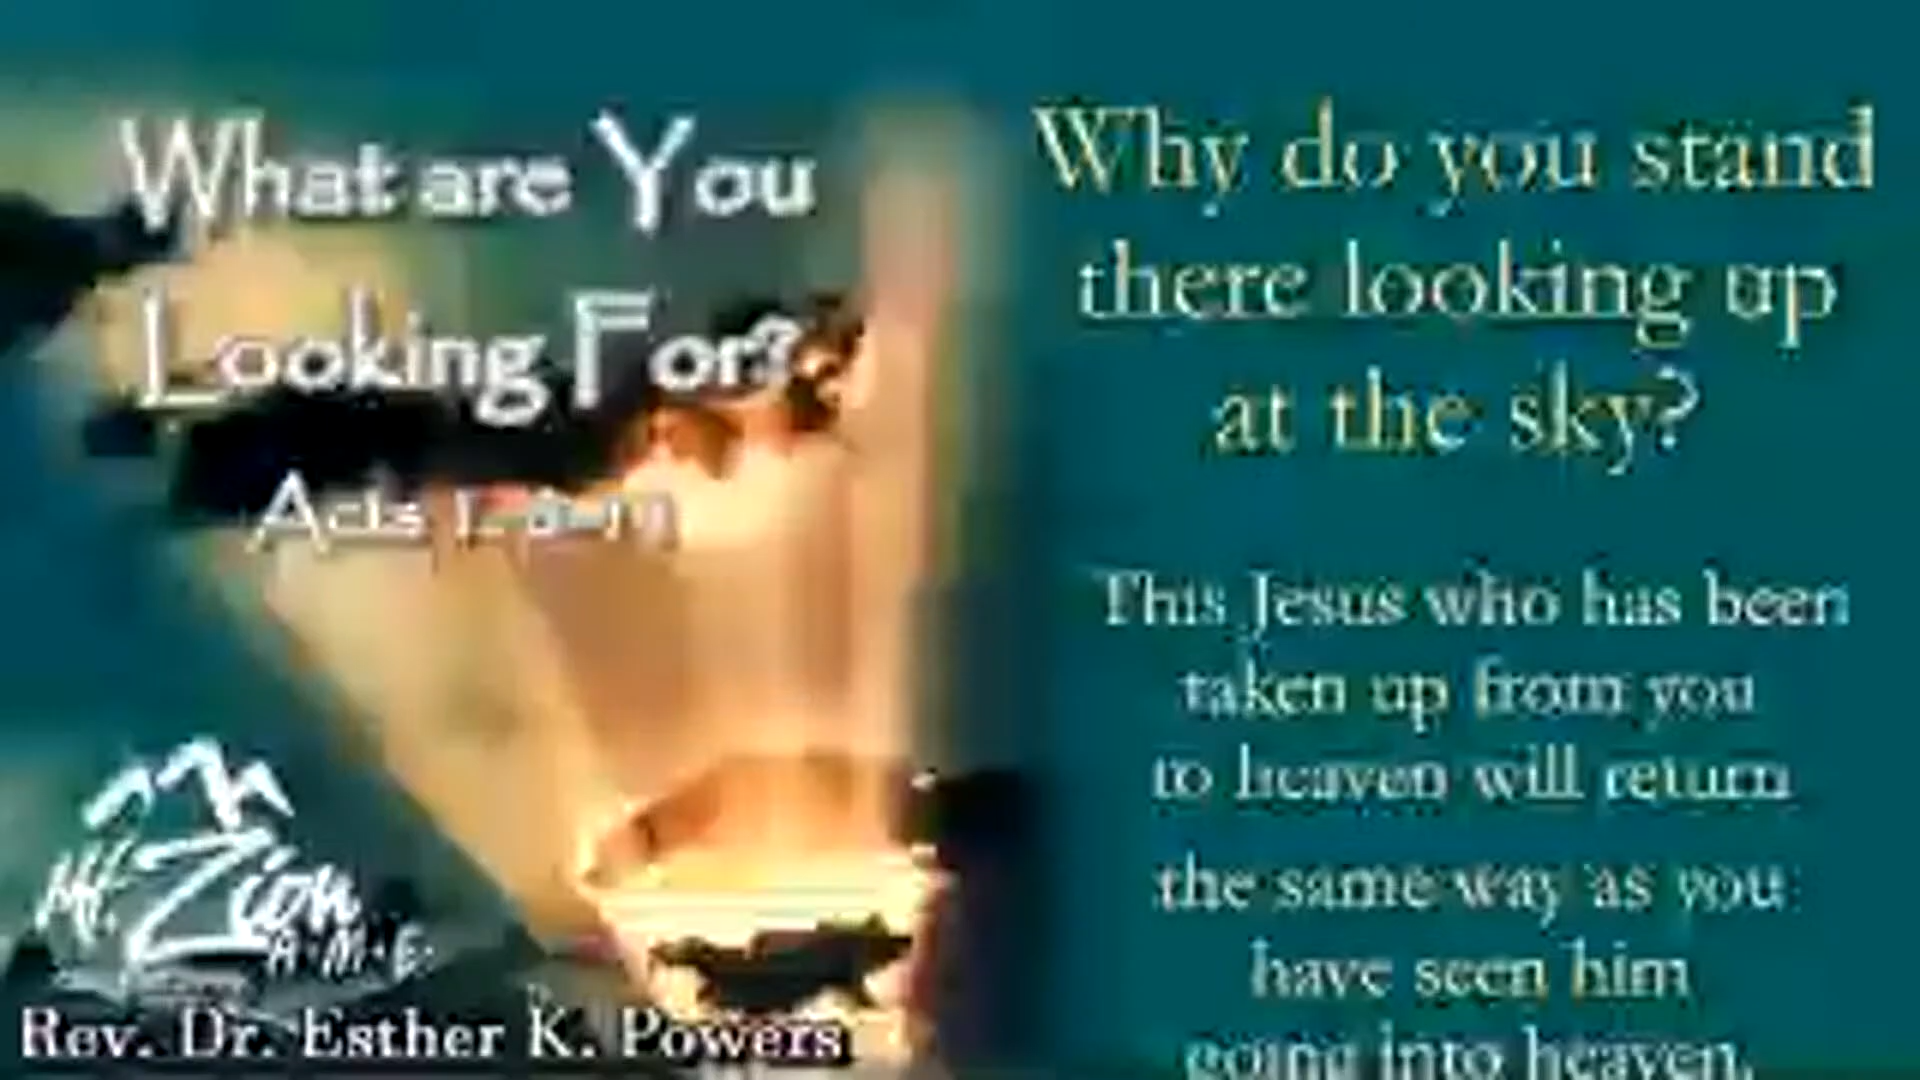 What are You
Looking For?
Acts
Mt. Zion
A·M·E·
Rev. Dr. Esther K. Powers
Why do you stand
there looking up
at the sky?
This Jesus who has been
taken up from you
to heaven will return
the same way as you
have seen him
going into heaven.